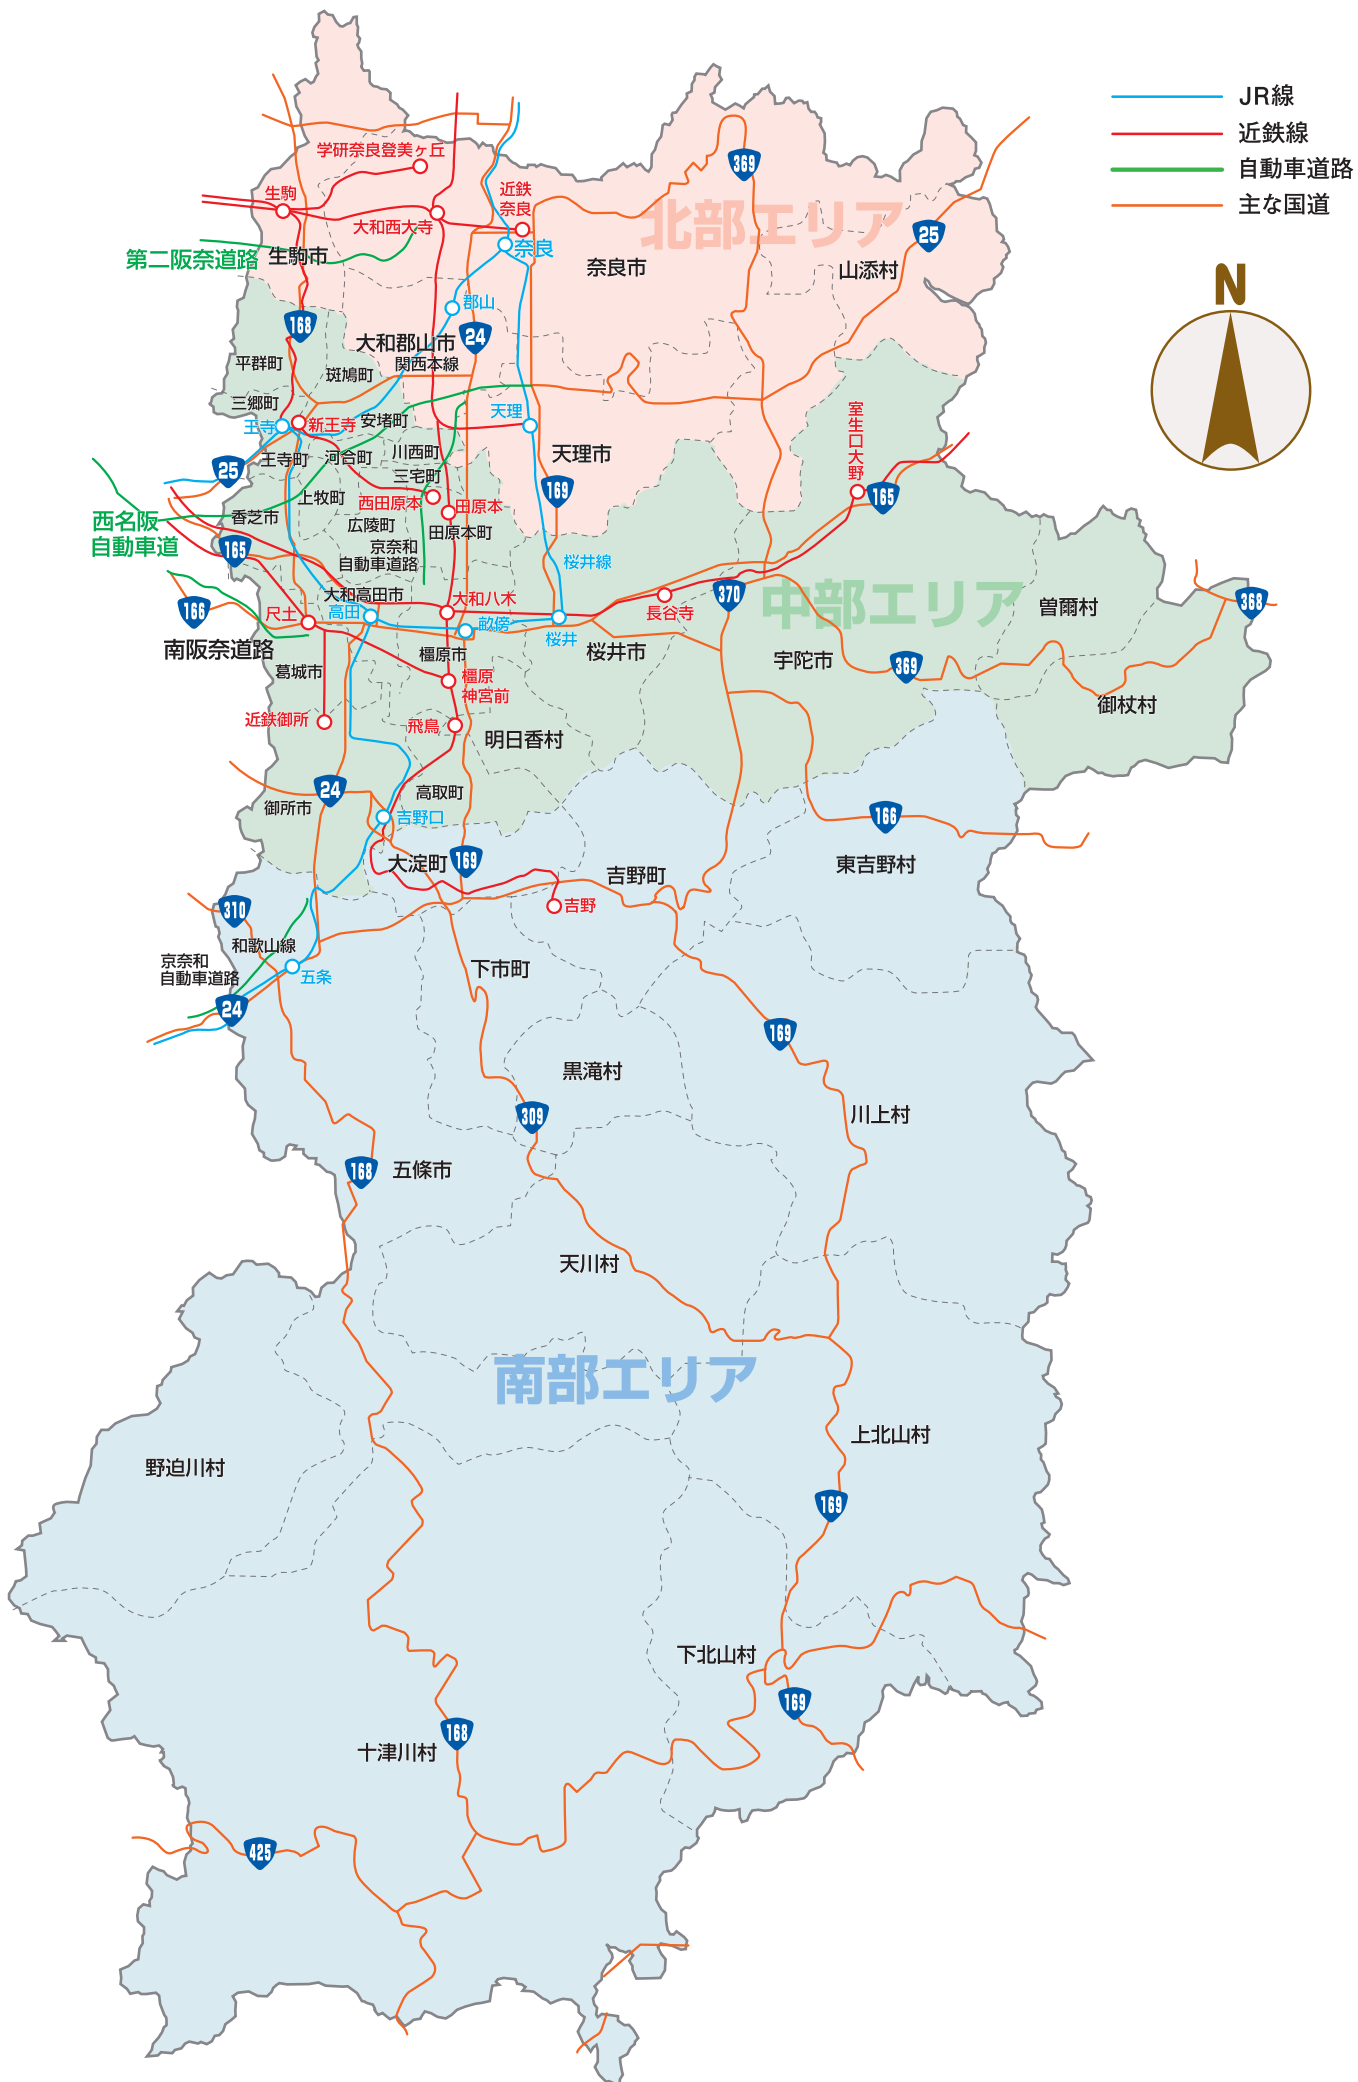 JR線
近鉄線
自動車道路
主な国道
N
北部エリア
369
学研奈良登美ヶ丘
生駒
近鉄
奈良
大和西大寺
第二阪奈道路
生駒市
奈良
奈良市
山添村
25
郡山
168
24
大和郡山市
関西本線
平群町
斑鳩町
三郷町
王寺
新王寺
安堵町
天理
天理市
室生口大野
王寺町
河合町
川西町
25
三宅町
上牧町
西田原本
田原本
169
165
香芝市
広陵町
田原本町
西名阪
自動車道
165
京奈和
自動車道路
桜井線
大和高田市
166
尺土
高田
大和八木
畝傍
桜井
長谷寺
370
中部エリア
曽爾村
368
南阪奈道路
橿原市
桜井市
宇陀市
369
葛城市
橿原
神宮前
御杖村
近鉄御所
飛鳥
明日香村
24
御所市
高取町
吉野口
166
大淀町
169
吉野町
東吉野村
310
吉野
和歌山線
京奈和
自動車道路
五条
下市町
24
169
黒滝村
309
川上村
168
五條市
天川村
南部エリア
上北山村
野迫川村
169
下北山村
169
168
十津川村
425